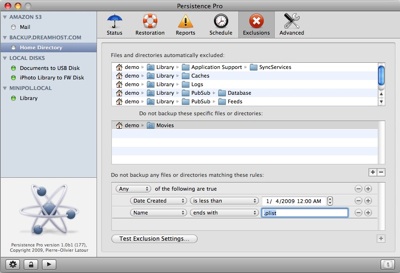 Persistence Pro
AMAZON S3
Mail
BACKUP.DREAMHOST.COM
Home Directory
LOCAL DISKS
Documents to USB Disk
iPhoto Library to FW Disk
MINIPOL.LOCAL
Library
Persistence Pro version 1.0b1 (177),
Copyright 2009, Pierre-Olivier Latour
Status Restoration Reports Schedule Exclusions Advanced
Files and directories automatically excluded:
demo Library Application Support SyncServices
demo Library Caches
demo Library Logs
demo Library PubSub Database
demo Library PubSub Feeds
Do not backup these specific files or directories:
demo Movies
Do not backup any files or directories matching these rules:
Any of the following are true
Date Created is less than 1/ 4/2009 12:00 AM
Name ends with .plist
Test Exclusion Settings...